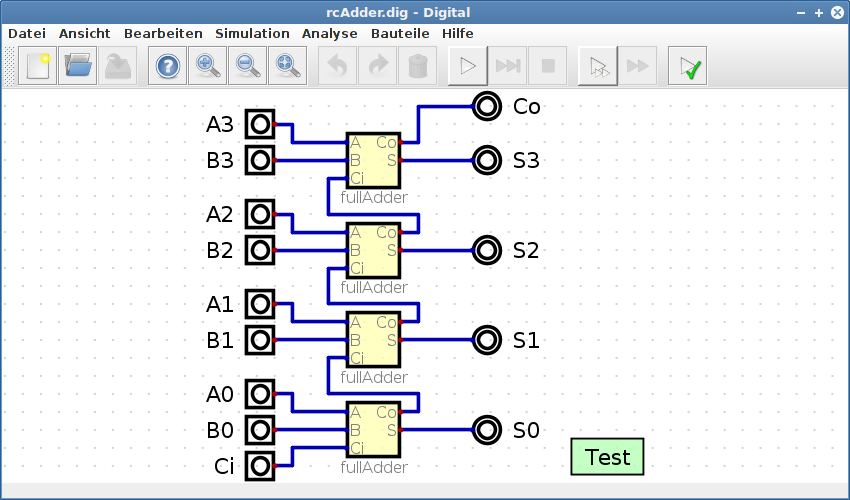 rcAdder.dig - Digital
Datei Ansicht Bearbeiten Simulation Analyse Bauteile Hilfe
Co
A3
A Co
B3
B S
S3
Ci
fullAdder
A2
A Co
B2
B S
S2
Ci
fullAdder
A1
A Co
B1
B S
S1
Ci
fullAdder
A0
A Co
B0
B S
S0
Ci
Ci
fullAdder
Test